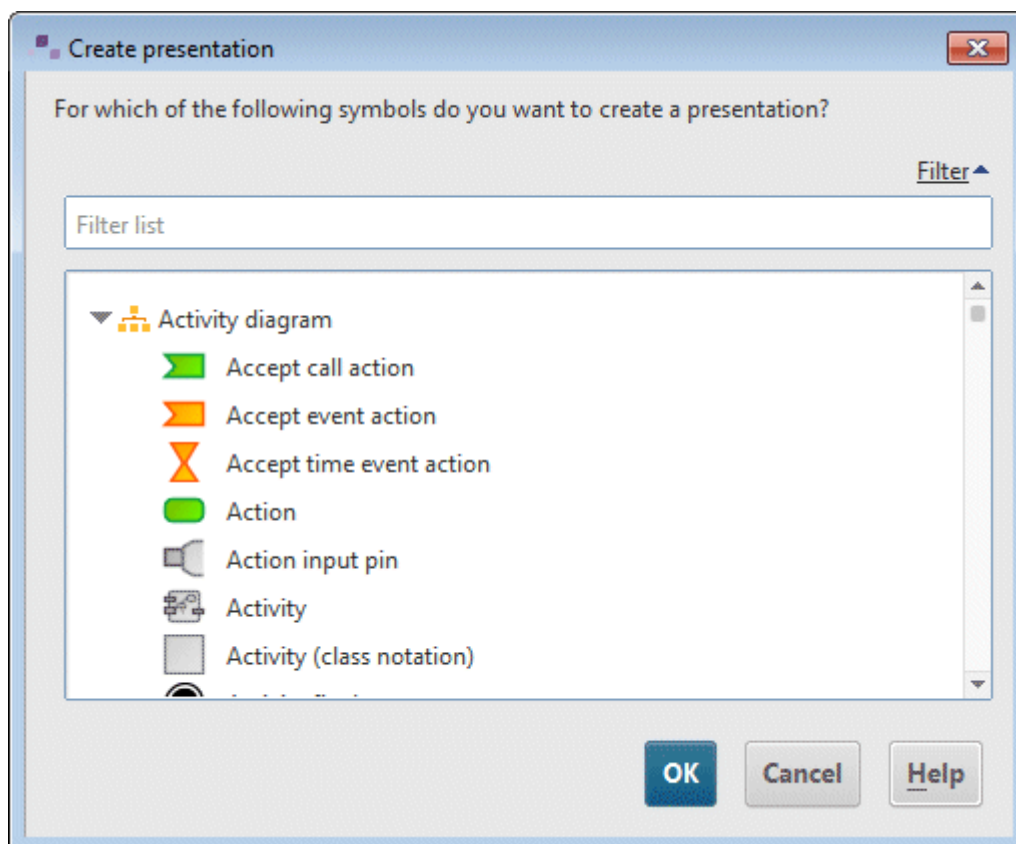 Create presentation
For which of the following symbols do you want to create a presentation?
Filter
Filter list
Activity diagram
Accept call action
Accept event action
Accept time event action
Action
Action input pin
Activity
Activity (class notation)
OK
Cancel
Help